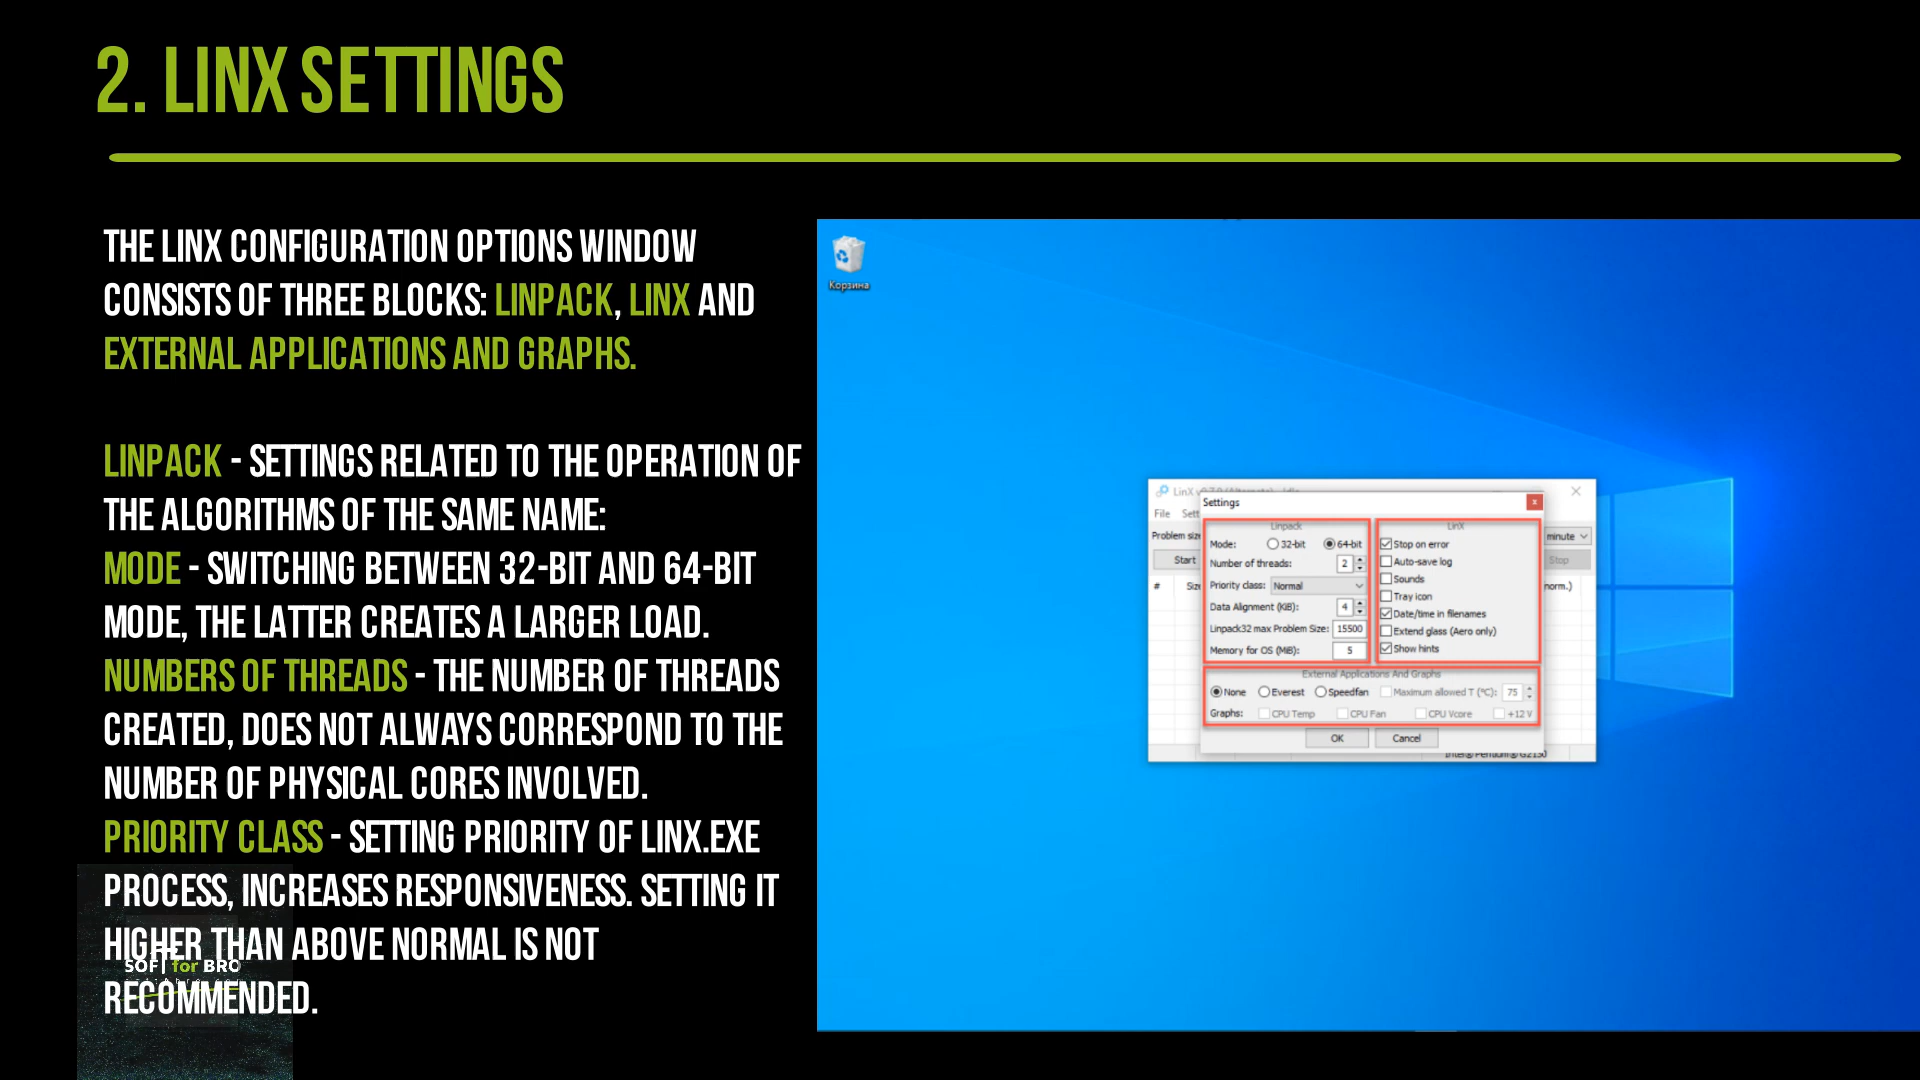 2. LINX SETTINGS
THE LINX CONFIGURATION OPTIONS WINDOW
CONSISTS OF THREE BLOCKS: LINPACK, LINX AND
EXTERNAL APPLICATIONS AND GRAPHS.
LINPACK - SETTINGS RELATED TO THE OPERATION OF
THE ALGORITHMS OF THE SAME NAME:
MODE - SWITCHING BETWEEN 32-BIT AND 64-BIT
MODE, THE LATTER CREATES A LARGER LOAD.
NUMBERS OF THREADS - THE NUMBER OF THREADS
CREATED, DOES NOT ALWAYS CORRESPOND TO THE
NUMBER OF PHYSICAL CORES INVOLVED.
PRIORITY CLASS - SETTING PRIORITY OF LINX.EXE
PROCESS, INCREASES RESPONSIVENESS. SETTING IT
HIGHER THAN ABOVE NORMAL IS NOT
RECOMMENDED.
SOFT for BRO
Корзина
LinX
File Sett
Problem size
minute
Start
Stop
# Size
norm.)
Settings
x
Linpack
Mode: 32-bit 64-bit
Number of threads: 2
Priority class: Normal
Data Alignment (KiB): 4
Linpack32 max Problem Size: 15500
Memory for OS (MiB): 5
LinX
Stop on error
Auto-save log
Sounds
Tray icon
Date/time in filenames
Extend glass (Aero only)
Show hints
External Applications And Graphs
None Everest Speedfan Maximum allowed T (°C): 75
Graphs: CPU Temp CPU Fan CPU Vcore +12 V
OK Cancel